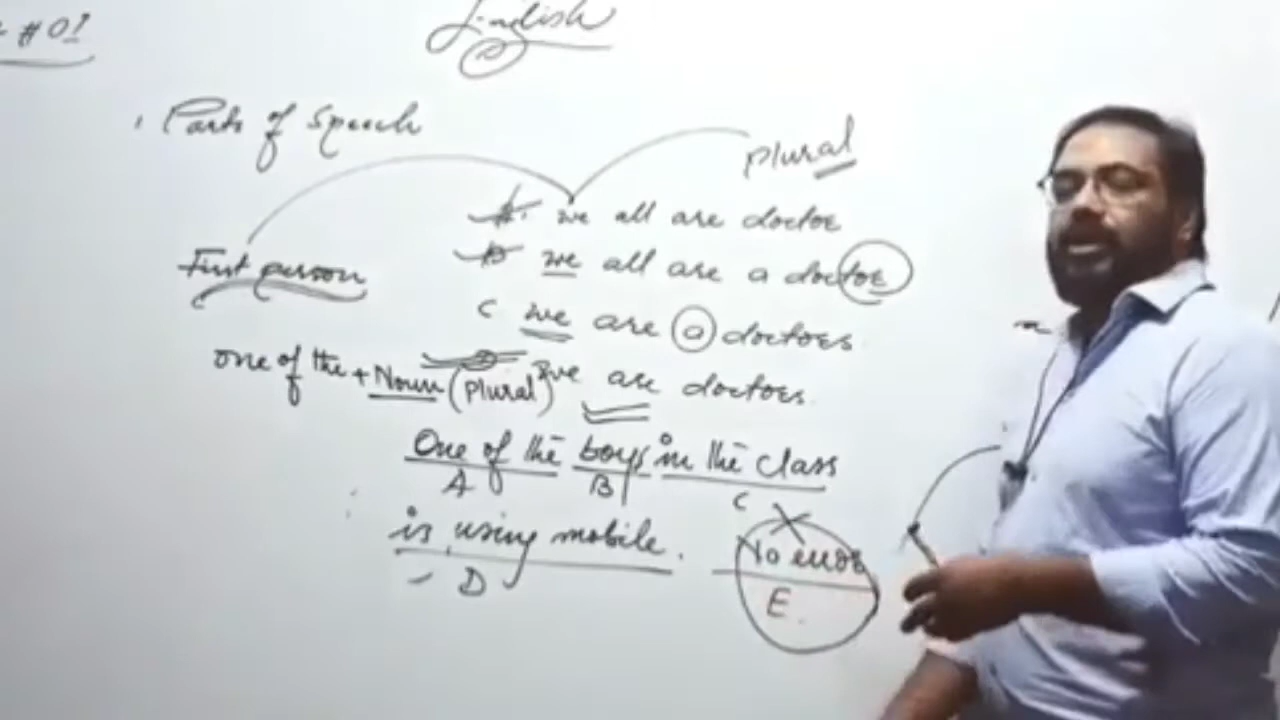 # 01
English
Parts of Speech
plural
A. we all are doctor
B we all are a doctor
First person
C we are a doctors
one of the + Noun (Plural)
we are doctors.
One of the boys in the class
A B C
is using mobile.
D
No error
E.